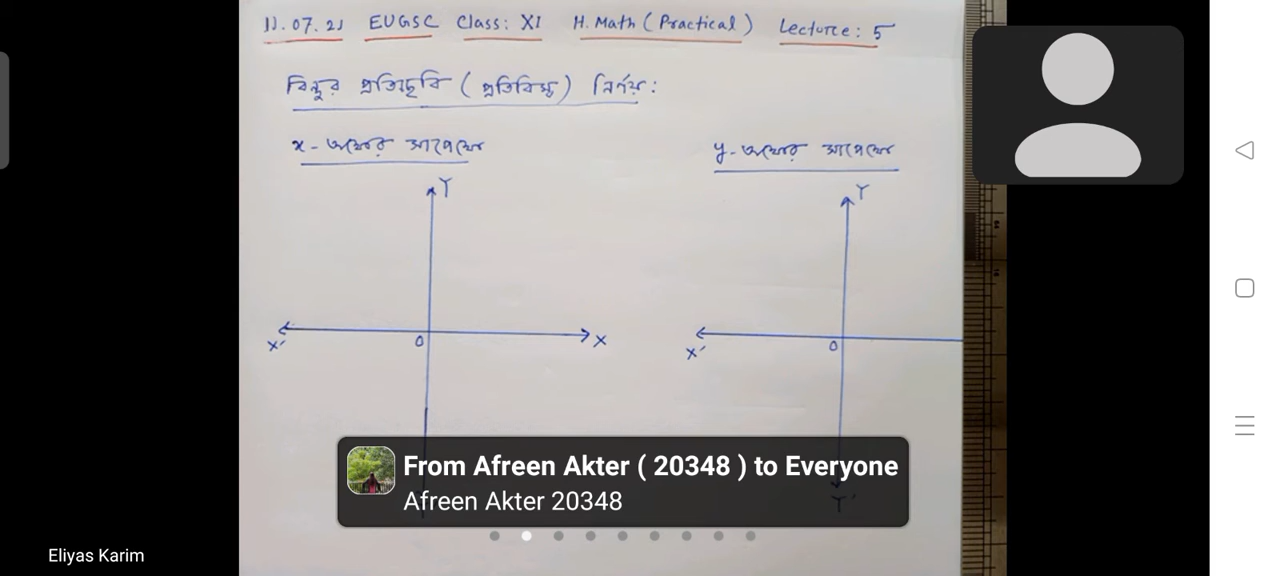 11.07.21 EUGSC Class: XI H. Math (Practical) Lecture: 5
বিন্দুর প্রতিচ্ছবি (প্রতিবিম্ব) নির্ণয়:
x-অক্ষের সাপেক্ষে y-অক্ষের সাপেক্ষে
Y Y
X' O X X' O
From Afreen Akter ( 20348 ) to Everyone
Afreen Akter 20348
Y'
Eliyas Karim